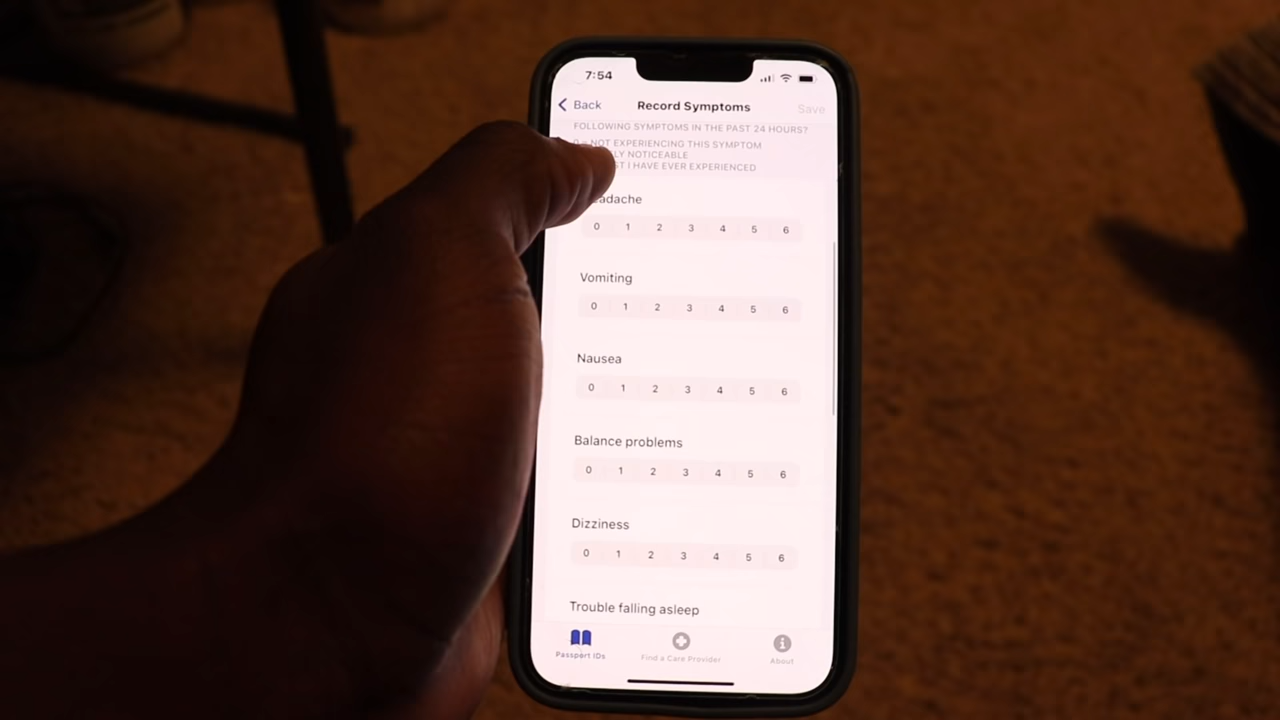 7:54
Back
Record Symptoms
Save
FOLLOWING SYMPTOMS IN THE PAST 24 HOURS?
NOT EXPERIENCING THIS SYMPTOM
LY NOTICEABLE
ST I HAVE EVER EXPERIENCED
eadache
0 1 2 3 4 5 6
Vomiting
0 1 2 3 4 5 6
Nausea
0 1 2 3 4 5 6
Balance problems
0 1 2 3 4 5 6
Dizziness
0 1 2 3 4 5 6
Trouble falling asleep
Passport IDs
Find a Care Provider
About